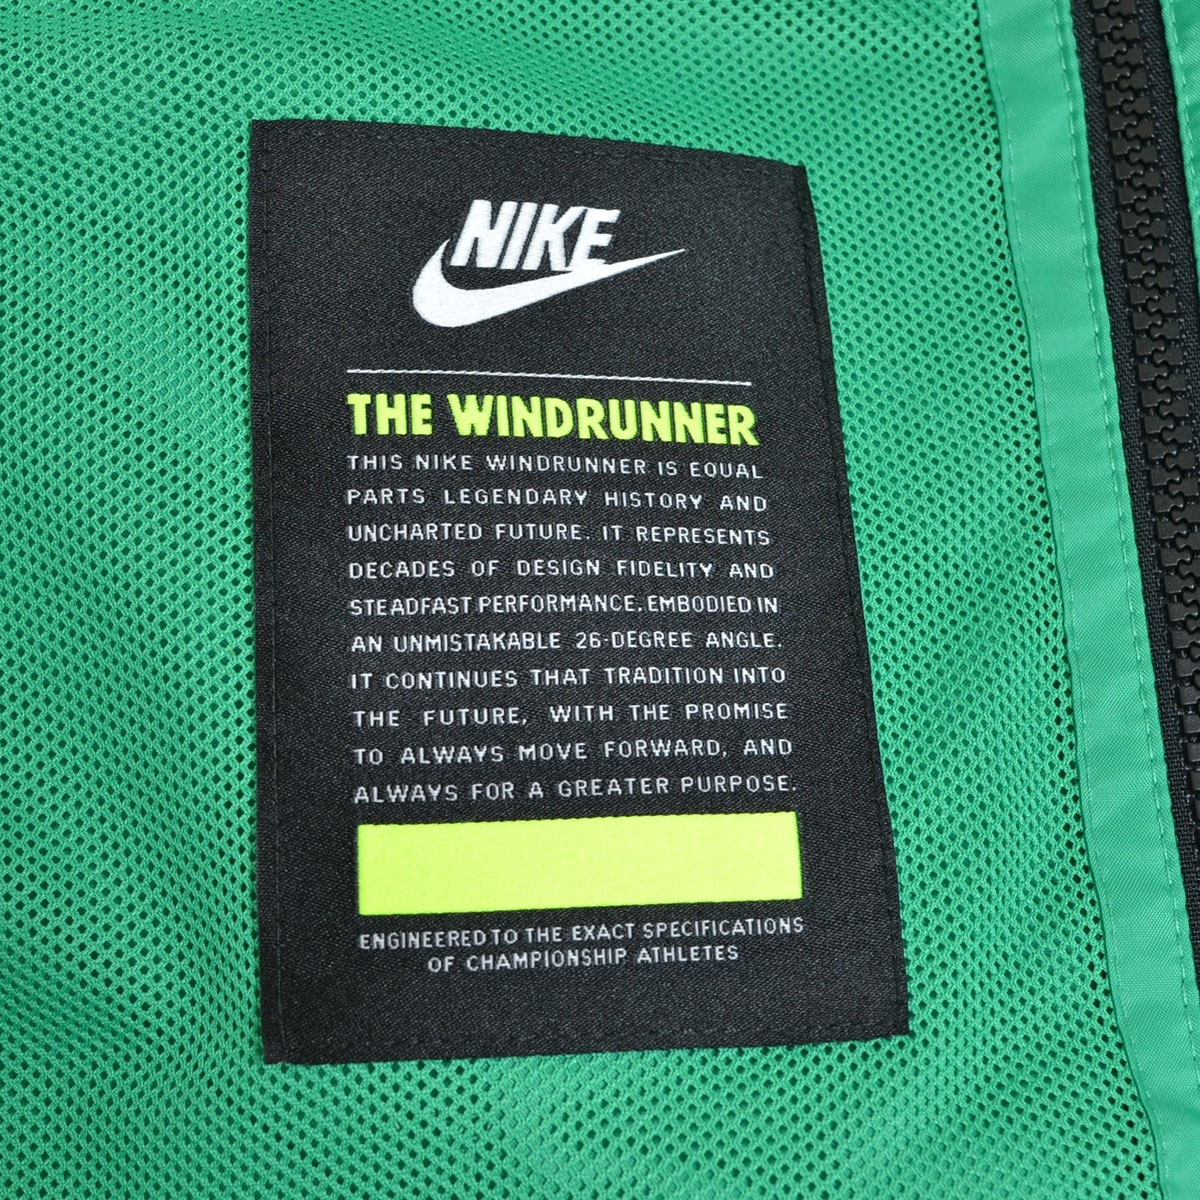 NIKE
THE WINDRUNNER
THIS NIKE WINDRUNNER IS EQUAL
PARTS LEGENDARY HISTORY AND
UNCHARTED FUTURE. IT REPRESENTS
DECADES OF DESIGN FIDELITY AND
STEADFAST PERFORMANCE. EMBODIED IN
AN UNMISTAKABLE 26-DEGREE ANGLE.
IT CONTINUES THAT TRADITION INTO
THE FUTURE, WITH THE PROMISE
TO ALWAYS MOVE FORWARD, AND
ALWAYS FOR A GREATER PURPOSE.
ENGINEERED TO THE EXACT SPECIFICATIONS
OF CHAMPIONSHIP ATHLETES